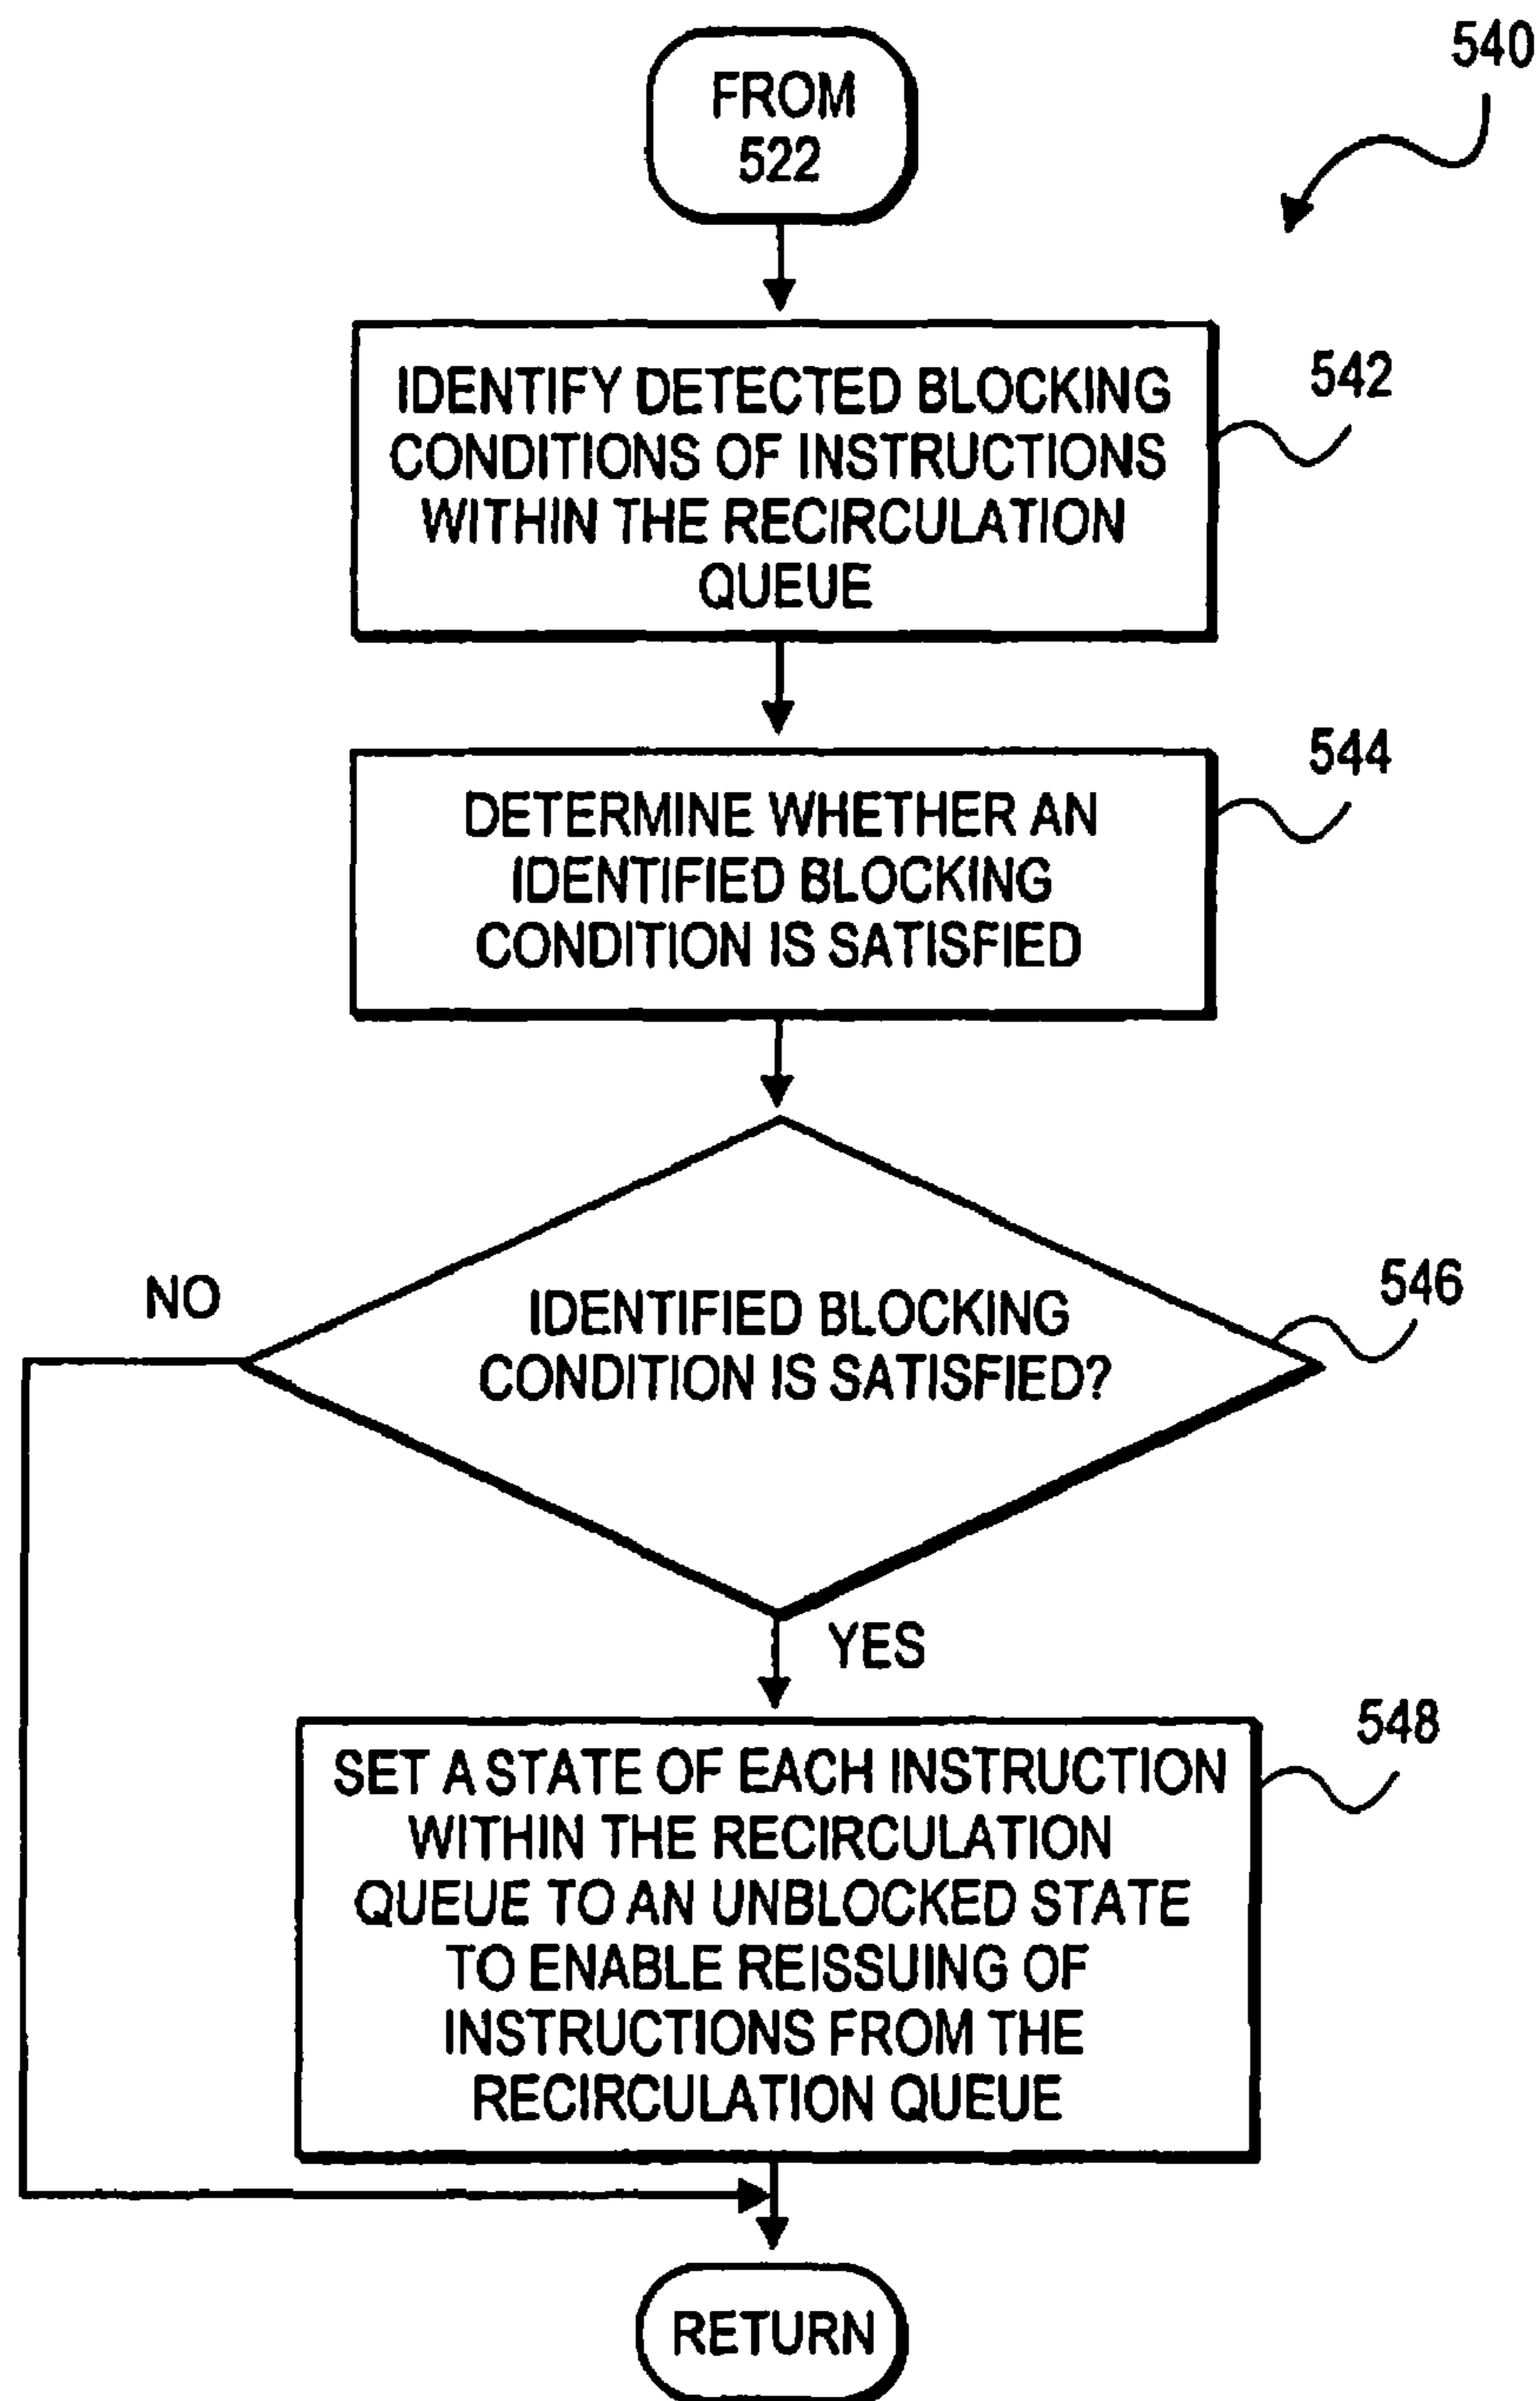 540
FROM
522
IDENTIFY DETECTED BLOCKING
CONDITIONS OF INSTRUCTIONS
WITHIN THE RECIRCULATION
QUEUE
542
DETERMINE WHETHER AN
IDENTIFIED BLOCKING
CONDITION IS SATISFIED
544
NO
IDENTIFIED BLOCKING
CONDITION IS SATISFIED?
546
YES
SET A STATE OF EACH INSTRUCTION
WITHIN THE RECIRCULATION
QUEUE TO AN UNBLOCKED STATE
TO ENABLE REISSUING OF
INSTRUCTIONS FROM THE
RECIRCULATION QUEUE
548
RETURN